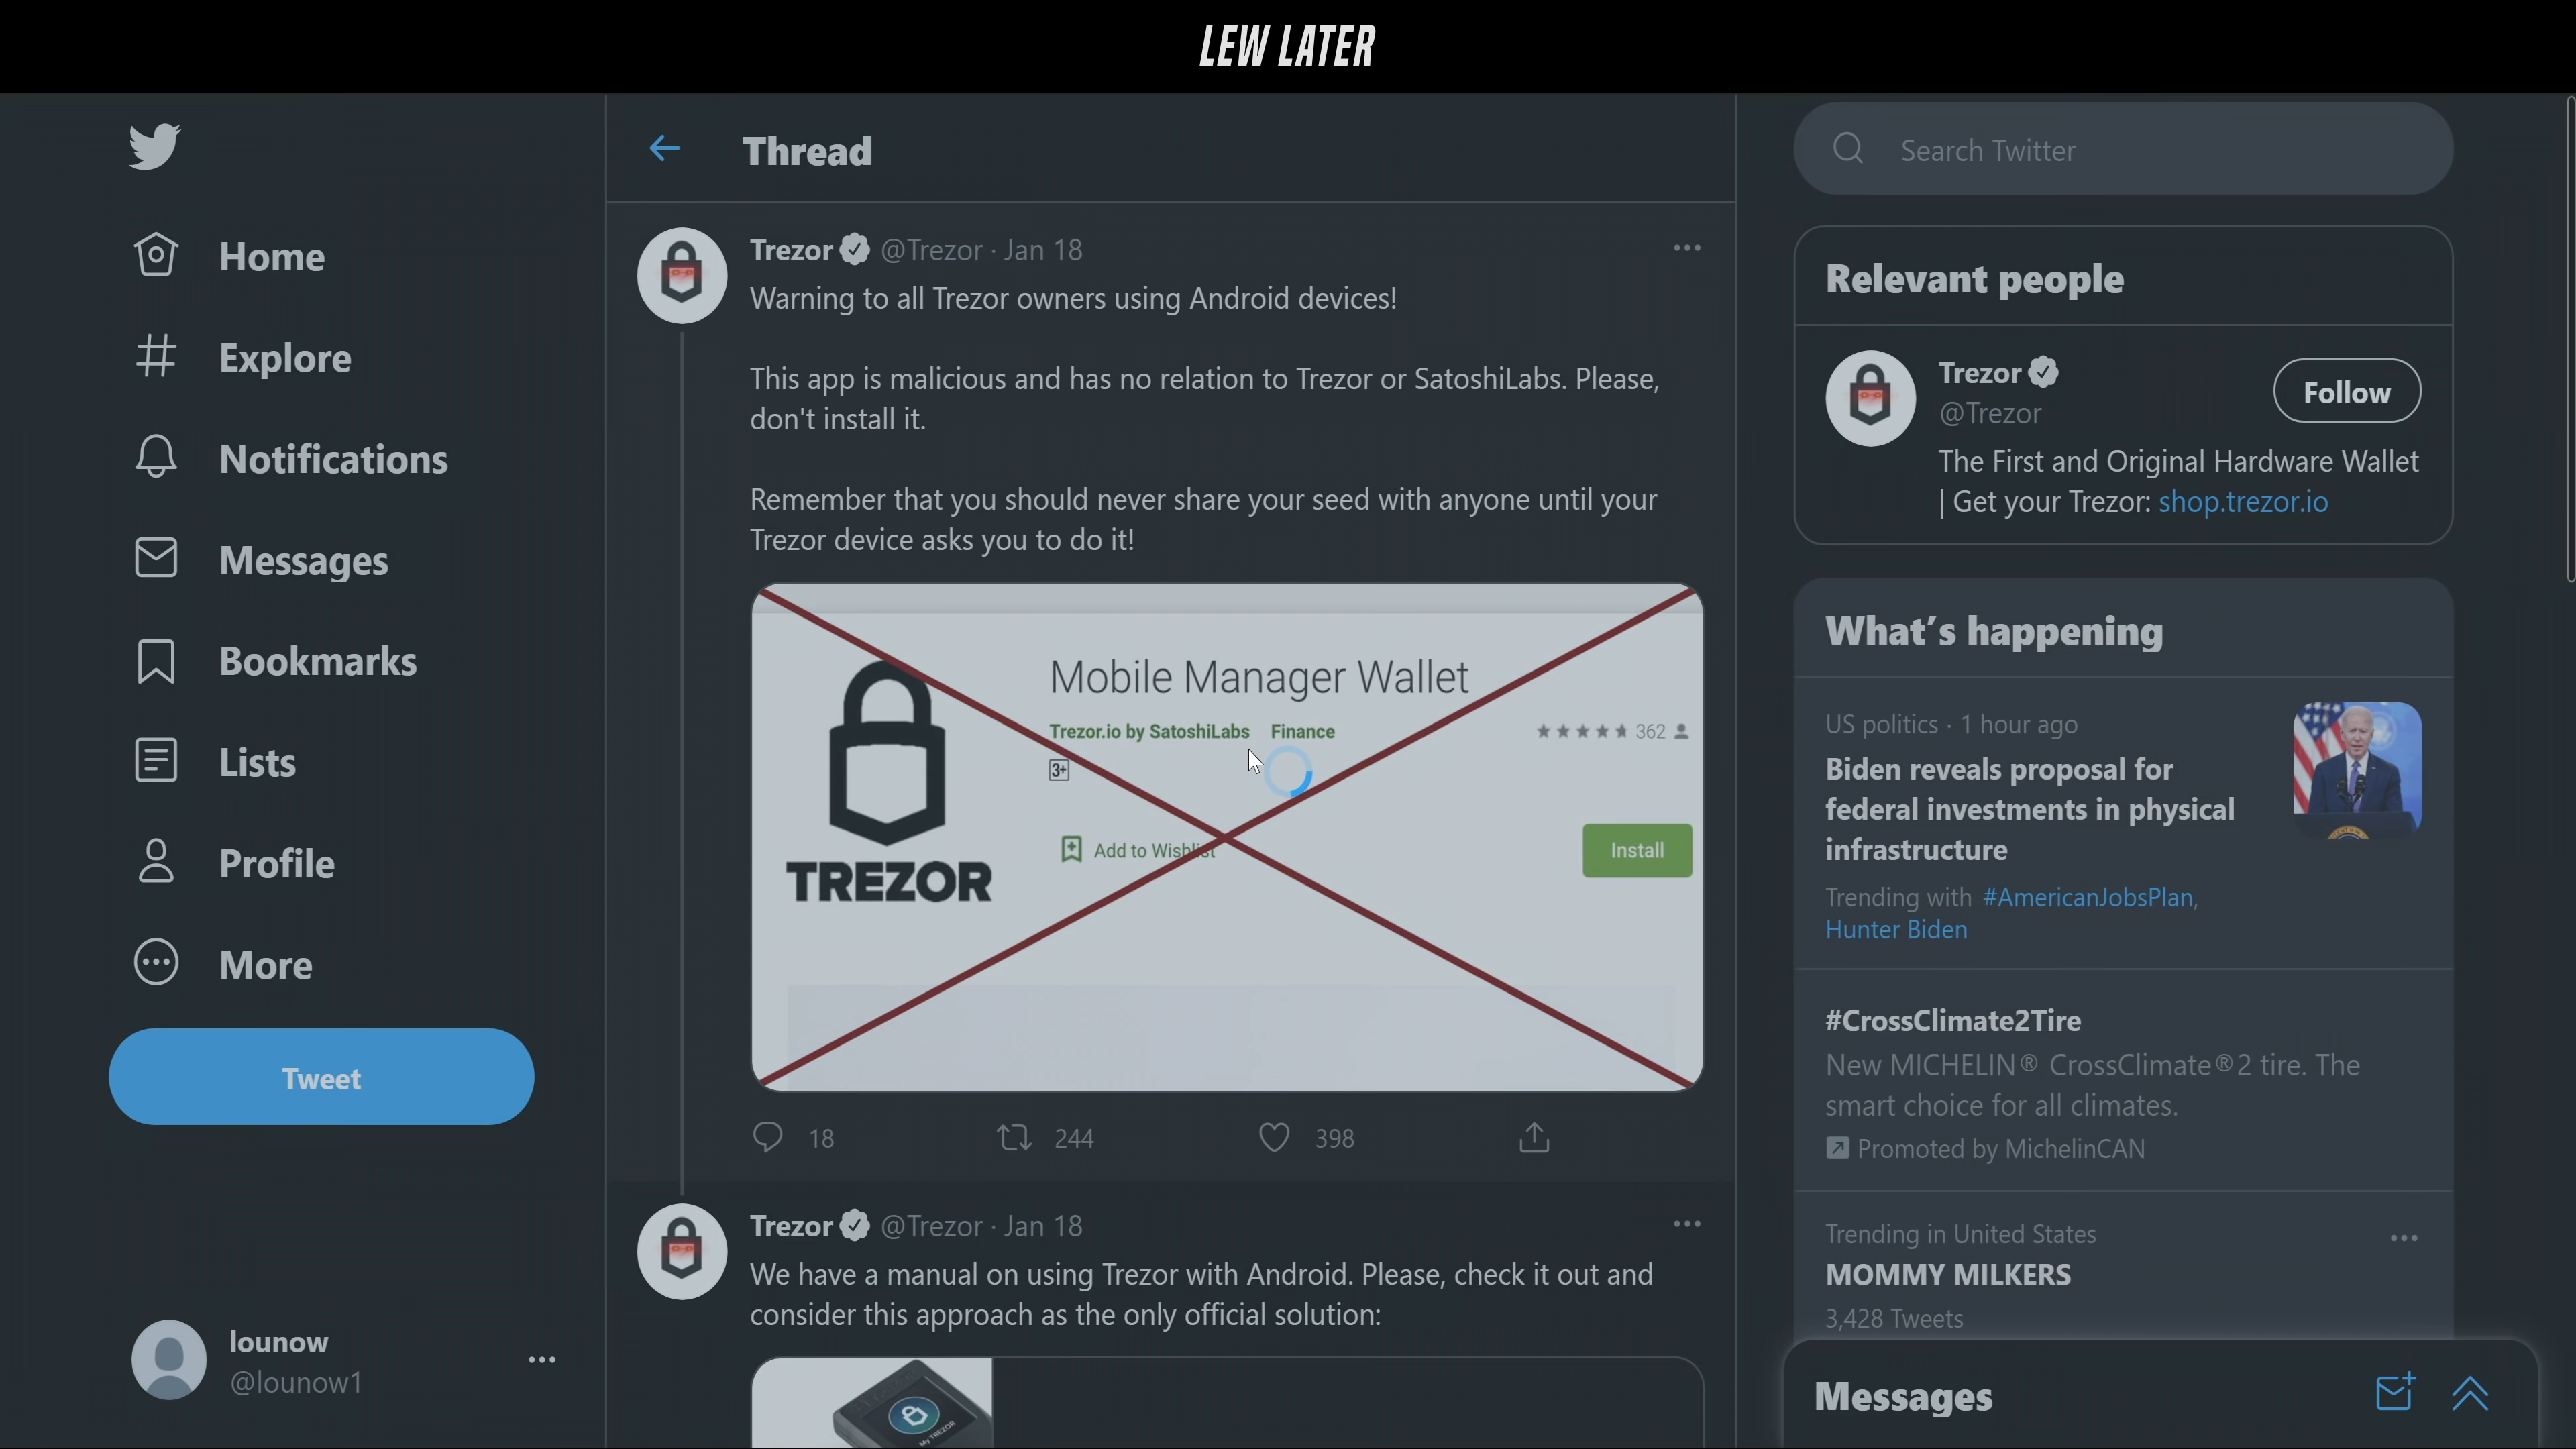 LEW LATER
Home
Explore
Notifications
Messages
Bookmarks
Lists
Profile
More
Tweet
lounow
@lounow1
Thread
Trezor @Trezor · Jan 18
Warning to all Trezor owners using Android devices!
This app is malicious and has no relation to Trezor or SatoshiLabs. Please,
don't install it.
Remember that you should never share your seed with anyone until your
Trezor device asks you to do it!
TREZOR
Mobile Manager Wallet
Trezor.io by SatoshiLabs Finance
362
3+
Add to Wishlist
Install
18 244 398
Trezor @Trezor · Jan 18
We have a manual on using Trezor with Android. Please, check it out and
consider this approach as the only official solution:
My TREZOR
Search Twitter
Relevant people
Trezor
@Trezor
Follow
The First and Original Hardware Wallet
| Get your Trezor: shop.trezor.io
What's happening
US politics · 1 hour ago
Biden reveals proposal for
federal investments in physical
infrastructure
Trending with #AmericanJobsPlan,
Hunter Biden
#CrossClimate2Tire
New MICHELIN® CrossClimate®2 tire. The
smart choice for all climates.
Promoted by MichelinCAN
Trending in United States
MOMMY MILKERS
3,428 Tweets
Messages